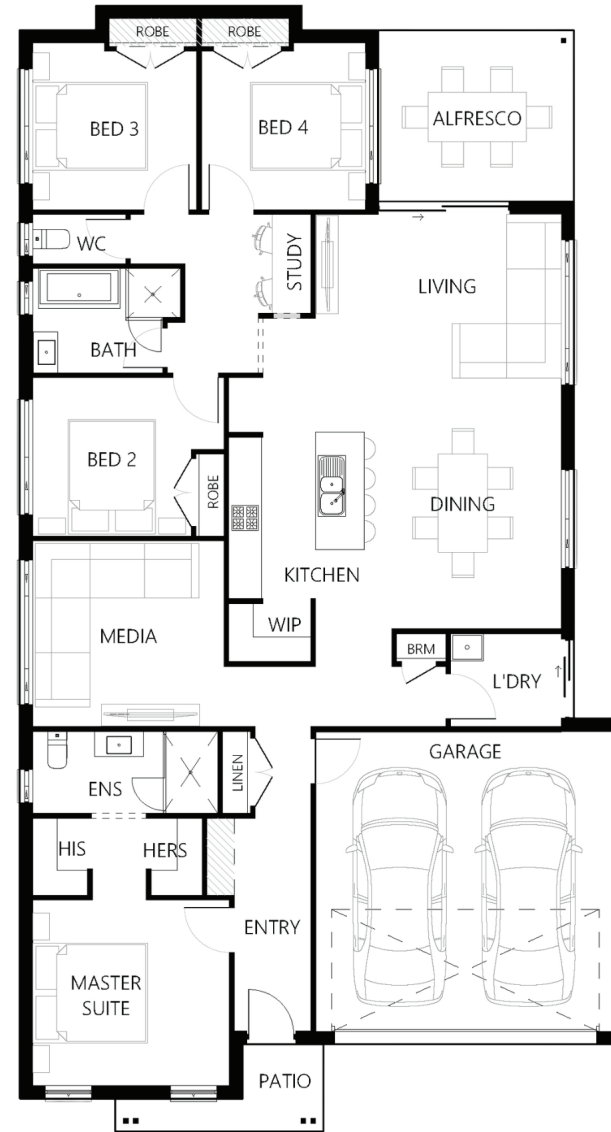 ROBE
ROBE
BED 3
BED 4
ALFRESCO
WC
STUDY
LIVING
BATH
BED 2
ROBE
DINING
KITCHEN
WIP
MEDIA
BRM
L'DRY
GARAGE
LINEN
ENS
HIS
HERS
ENTRY
MASTER
SUITE
PATIO